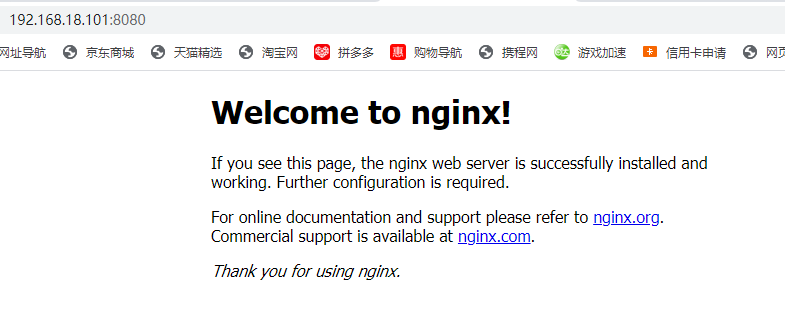 192.168.18.101:8080
网址导航 京东商城 天猫精选 淘宝网 拼多多 惠 购物导航 携程网 游戏加速 信用卡申请 网页
Welcome to nginx!
If you see this page, the nginx web server is successfully installed and
working. Further configuration is required.
For online documentation and support please refer to nginx.org.
Commercial support is available at nginx.com.
Thank you for using nginx.